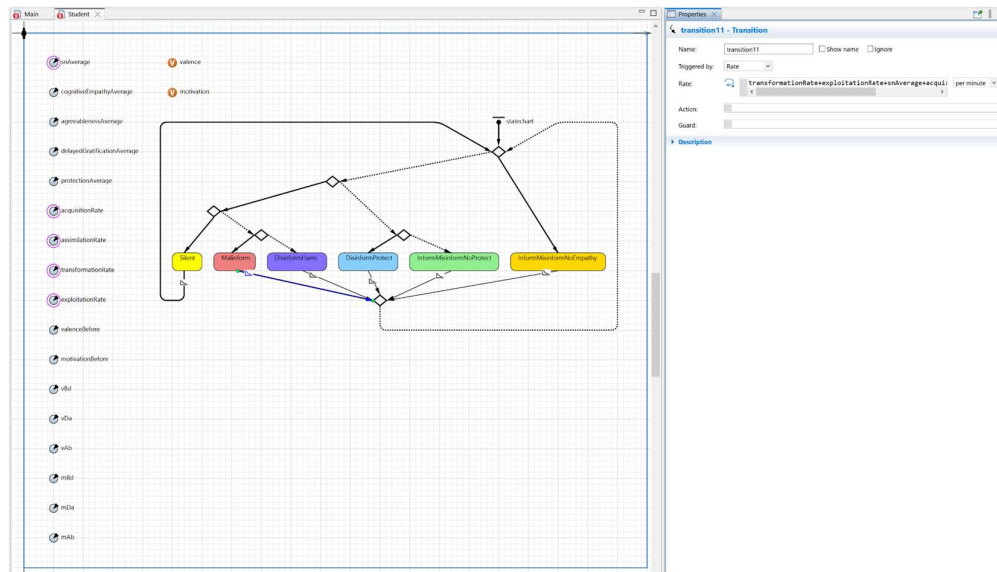 Main
Student
snAverage
valence
cognitiveEmpathyAverage
motivation
agreeablenessAverage
statechart
delayedGratificationAverage
protectionAverage
acquisitionRate
assimilationRate
Silent
Malinform
DisinformHarm
DisinformProtect
InformMisinformNoProtect
InformMisinformNoEmpathy
transformationRate
exploitationRate
valenceBefore
motivationBefore
vBd
vDa
vAb
mBd
mDa
mAb
Properties
transition11 - Transition
Name: transition11 Show name Ignore
Triggered by: Rate
Rate: transformationRate+exploitationRate+snAverage+acquis per minute
Action:
Guard:
Description